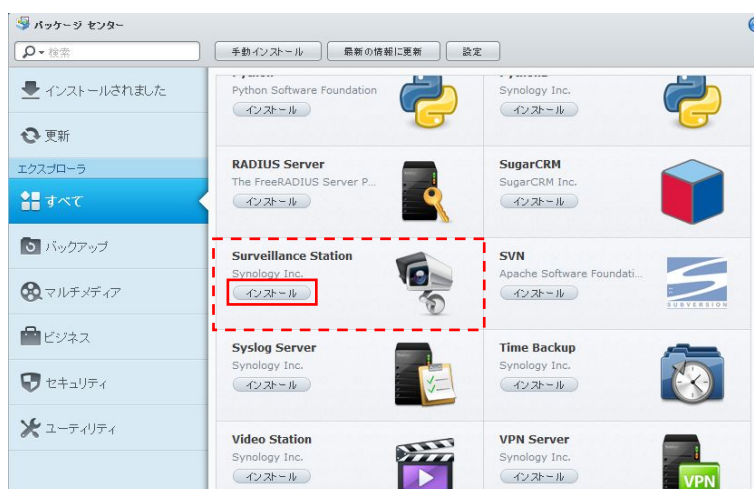 パッケージ センター
検索
手動インストール
最新の情報に更新
設定
インストールされました
更新
エクスプローラ
すべて
バックアップ
マルチメディア
ビジネス
セキュリティ
ユーティリティ
Python Software Foundation
インストール
Synology Inc.
インストール
RADIUS Server
The FreeRADIUS Server P...
インストール
SugarCRM
SugarCRM Inc.
インストール
Surveillance Station
Synology Inc.
インストール
SVN
Apache Software Foundati...
インストール
SUBVERSION
Syslog Server
Synology Inc.
インストール
Time Backup
Synology Inc.
インストール
Video Station
Synology Inc.
インストール
VPN Server
Synology Inc.
インストール
VPN